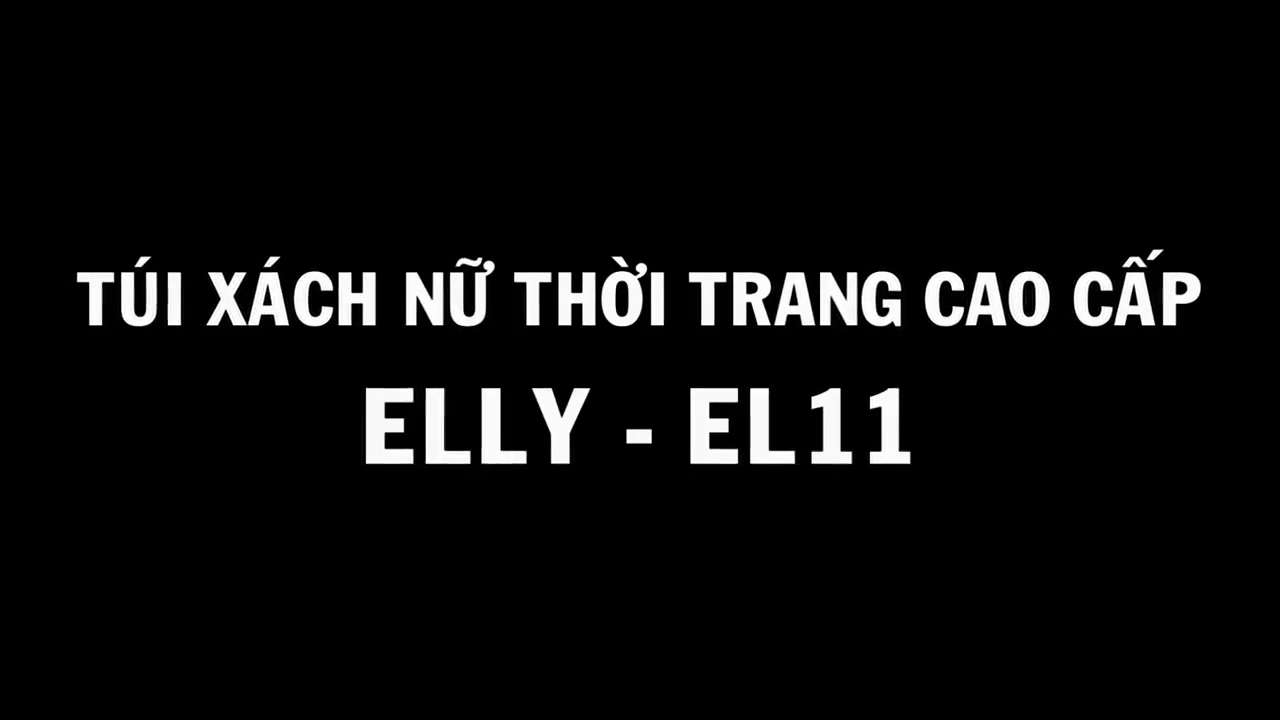 TÚI XÁCH NỮ THỜI TRANG CAO CẤP
ELLY - EL11